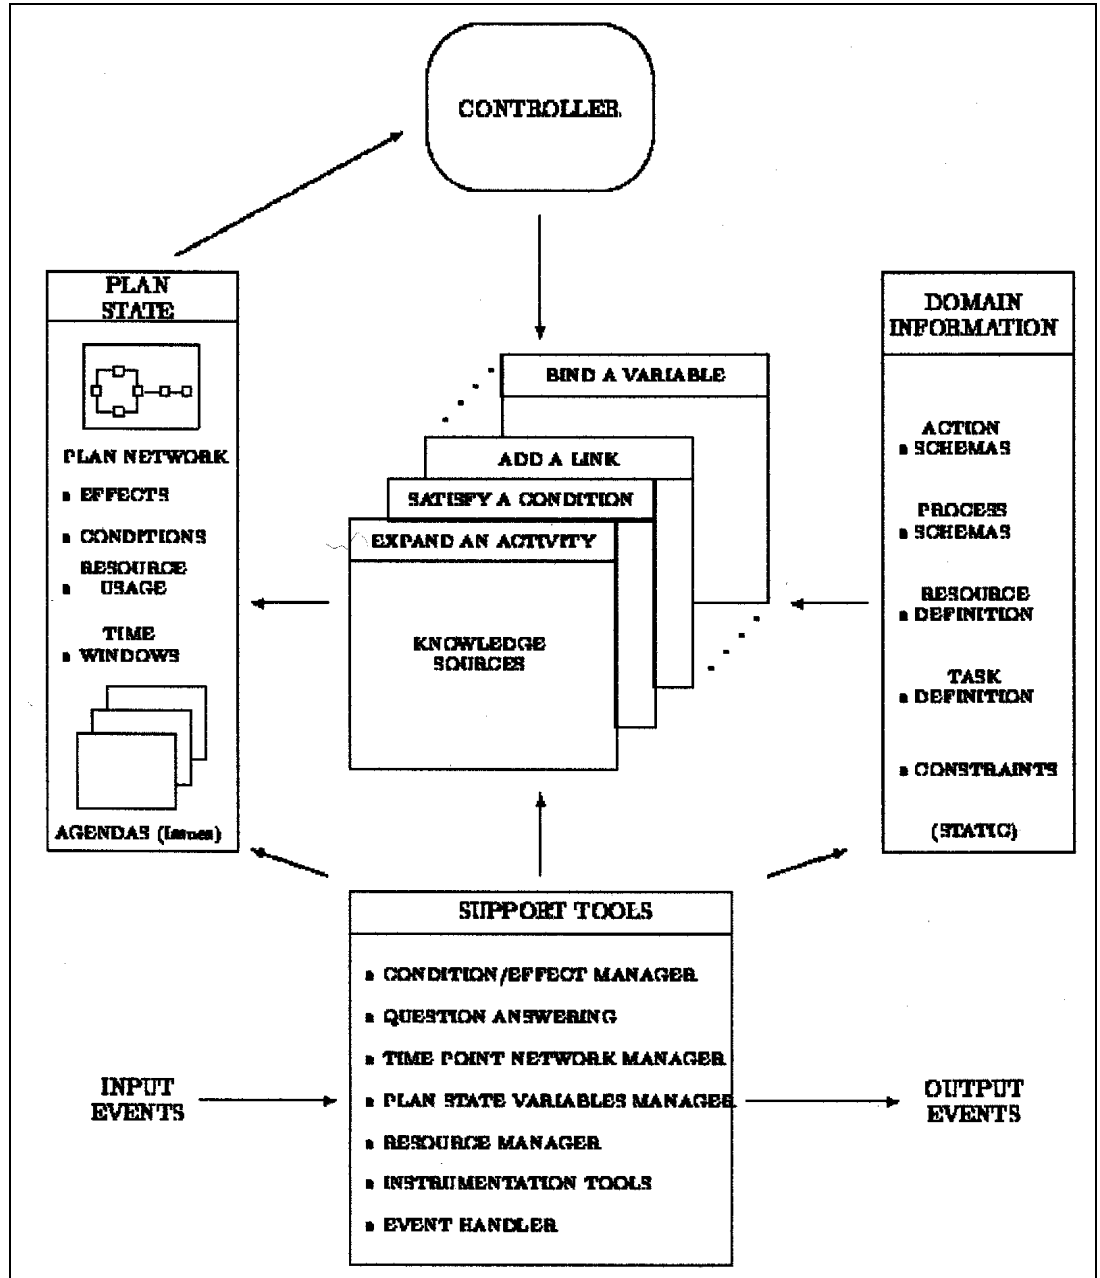 CONTROLLER
PLAN
STATE
PLAN NETWORK
EFFECTS
CONDITIONS
RESOURCE
USAGE
TIME
WINDOWS
AGENDAS (Issues)
BIND A VARIABLE
ADD A LINK
SATISFY A CONDITION
EXPAND AN ACTIVITY
KNOWLEDGE
SOURCES
DOMAIN
INFORMATION
ACTION
SCHEMAS
PROCESS
SCHEMAS
RESOURCE
DEFINITION
TASK
DEFINITION
CONSTRAINTS
(STATIC)
SUPPORT TOOLS
CONDITION/EFFECT MANAGER
QUESTION ANSWERING
TIME POINT NETWORK MANAGER
PLAN STATE VARIABLES MANAGER
RESOURCE MANAGER
INSTRUMENTATION TOOLS
EVENT HANDLER
INPUT
EVENTS
OUTPUT
EVENTS